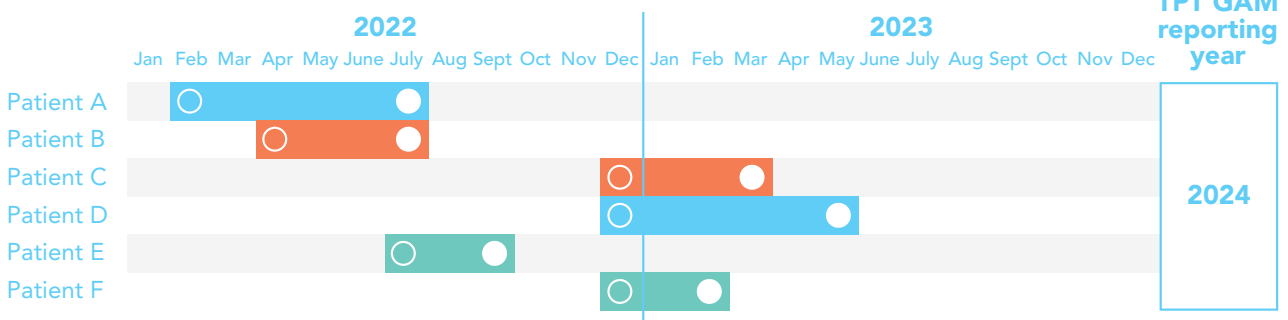 2022
2023
TPT GAM
reporting
year
Jan Feb Mar Apr May June July Aug Sept Oct Nov Dec Jan Feb Mar Apr May June July Aug Sept Oct Nov Dec
Patient A
Patient B
Patient C
Patient D
Patient E
Patient F
2024